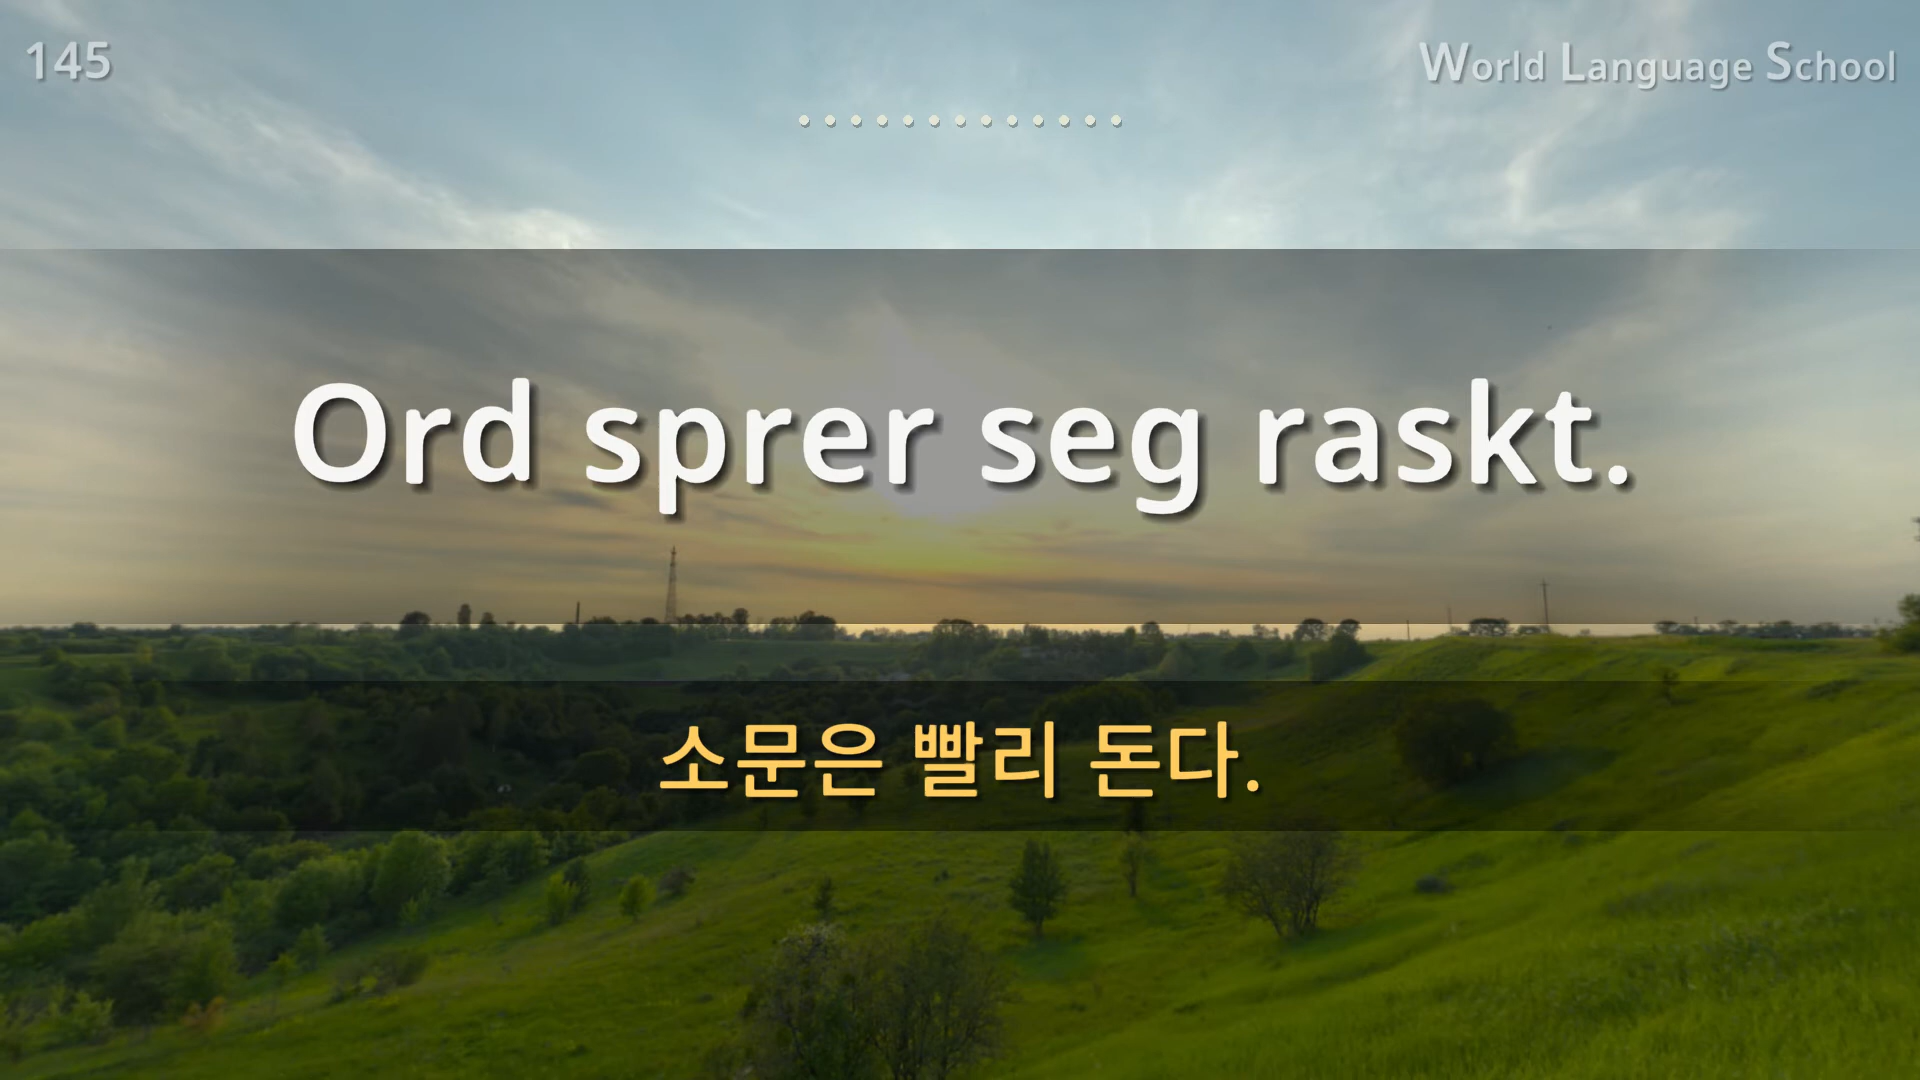 145
World Language School
Ord sprer seg raskt.
소문은 빨리 돈다.